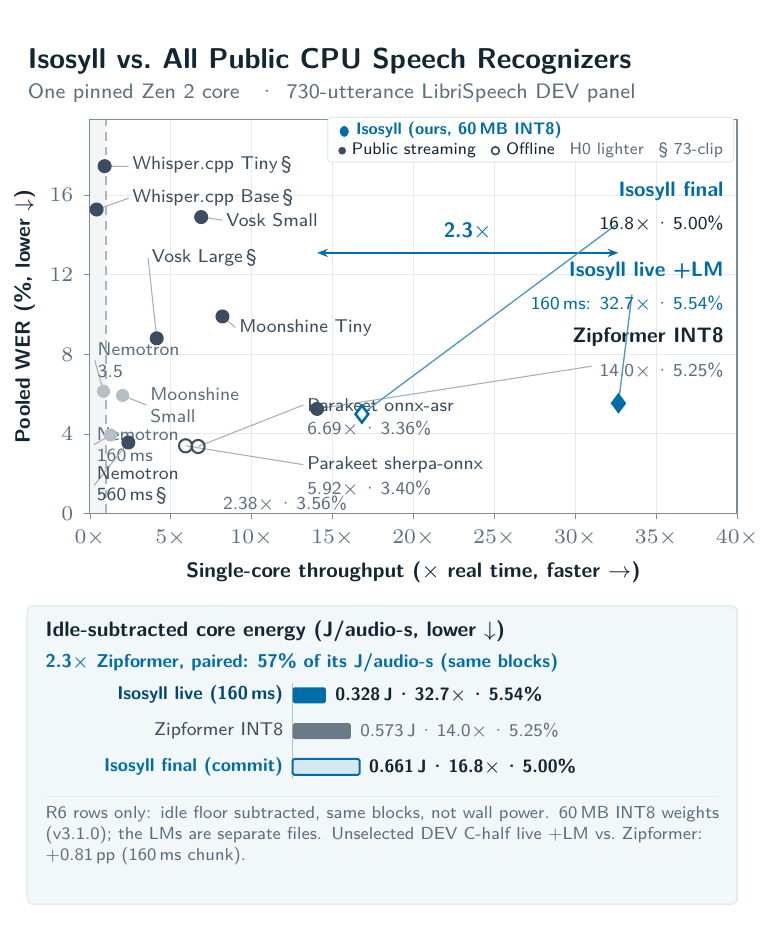 Isosyll vs. All Public CPU Speech Recognizers
One pinned Zen 2 core · 730-utterance LibriSpeech DEV panel
Isosyll (ours, 60 MB INT8)
Public streaming Offline H0 lighter § 73-clip
Whisper.cpp Tiny §
Whisper.cpp Base §
Vosk Small
Vosk Large §
Moonshine Tiny
Nemotron
3.5
Moonshine
Small
Nemotron
160 ms
Nemotron
560 ms §
2.38× · 3.56%
Parakeet onnx-asr
6.69× · 3.36%
Parakeet sherpa-onnx
5.92× · 3.40%
2.3×
Isosyll final
16.8× · 5.00%
Isosyll live +LM
160 ms: 32.7× · 5.54%
Zipformer INT8
14.0× · 5.25%
Pooled WER (%, lower ↓)
16
12
8
4
0
0× 5× 10× 15× 20× 25× 30× 35× 40×
Single-core throughput (× real time, faster →)
Idle-subtracted core energy (J/audio-s, lower ↓)
2.3× Zipformer, paired: 57% of its J/audio-s (same blocks)
Isosyll live (160 ms) 0.328 J · 32.7× · 5.54%
Zipformer INT8 0.573 J · 14.0× · 5.25%
Isosyll final (commit) 0.661 J · 16.8× · 5.00%
R6 rows only: idle floor subtracted, same blocks, not wall power. 60 MB INT8 weights
(v3.1.0); the LMs are separate files. Unselected DEV C-half live +LM vs. Zipformer:
+0.81 pp (160 ms chunk).